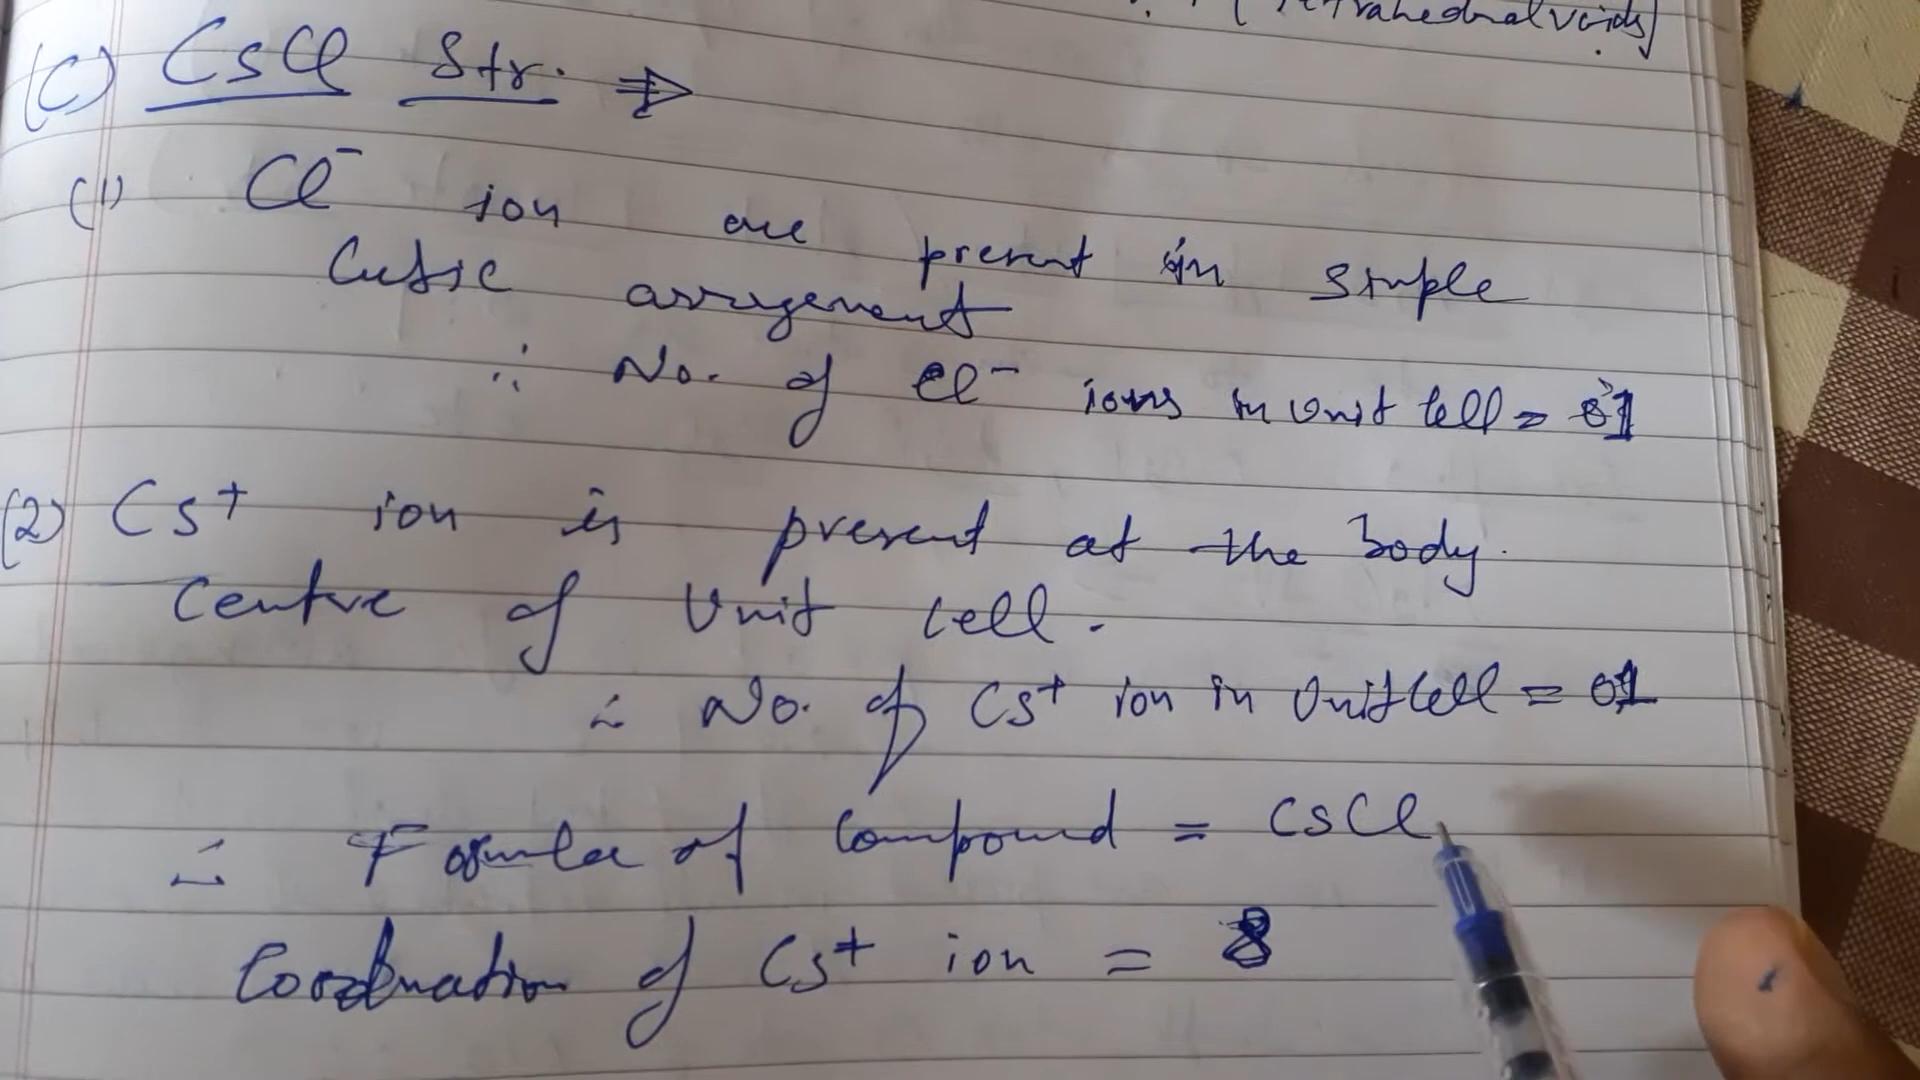 (Tetrahedral voids)
(C) CsCl Str. ⇒
(1) Cl⁻ ion are present in simple
Cubic arrangement
∴ No. of Cl⁻ ions in Unit Cell = 01
(2) Cs⁺ ion is present at the body
Centre of Unit Cell.
∴ No. of Cs⁺ ion in Unit Cell = 01
∴ Formula of Compound = CsCl
Coordination of Cs⁺ ion = 8